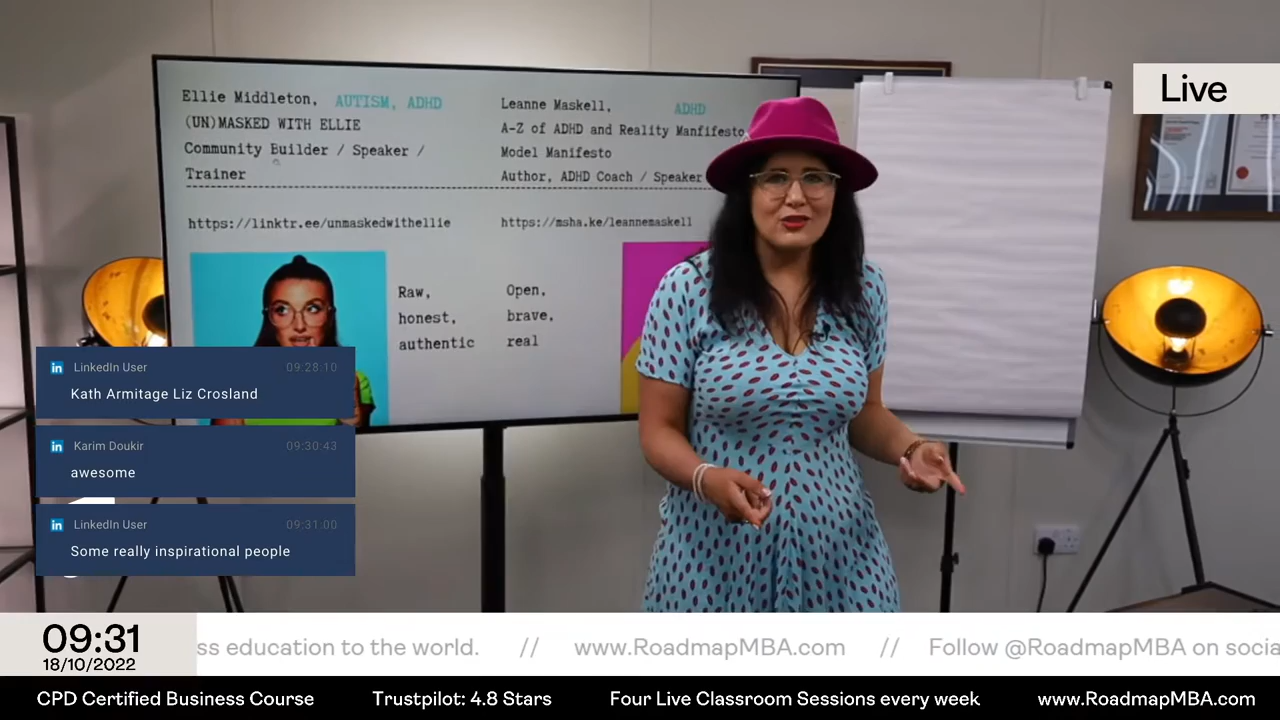 Live
Ellie Middleton, AUTISM, ADHD
(UN)MASKED WITH ELLIE
Community Builder / Speaker /
Trainer
https://linktr.ee/unmaskedwithellie
Raw,
honest,
authentic
Leanne Maskell, ADHD
A-Z of ADHD and Reality Manfifesto
Model Manifesto
Author, ADHD Coach / Speaker
https://msha.ke/leannemaskell
Open,
brave,
real
LinkedIn User 09:28:10
Kath Armitage Liz Crosland
Karim Doukir 09:30:43
awesome
LinkedIn User 09:31:00
Some really inspirational people
09:31
18/10/2022
ss education to the world. // www.RoadmapMBA.com // Follow @RoadmapMBA on socia
CPD Certified Business Course Trustpilot: 4.8 Stars Four Live Classroom Sessions every week www.RoadmapMBA.com